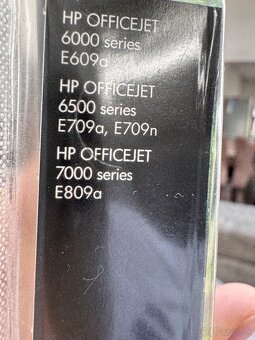 HP OFFICEJET
6000 series
E609a
HP OFFICEJET
6500 series
E709a, E709n
HP OFFICEJET
7000 series
E809a